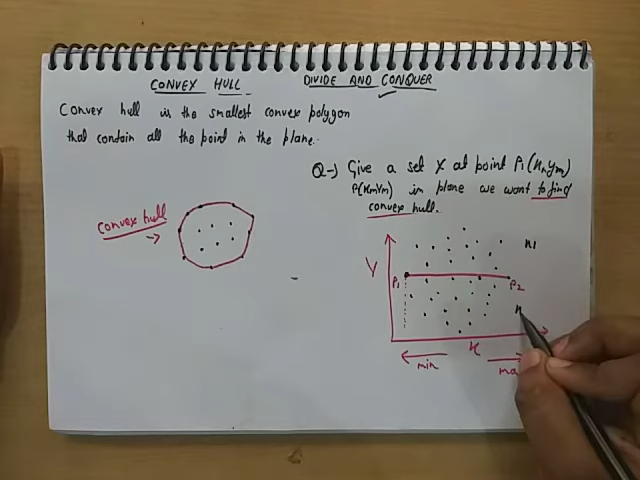 CONVEX HULL DIVIDE AND CONQUER
Convex hull is the smallest convex polygon
that contain all the point in the plane.
Q-) Give a set X at point P1(x1,ym)
P(xmYm) in plane we want to find
convex hull.
convex hull
x1
Y
P1 P2
x
min